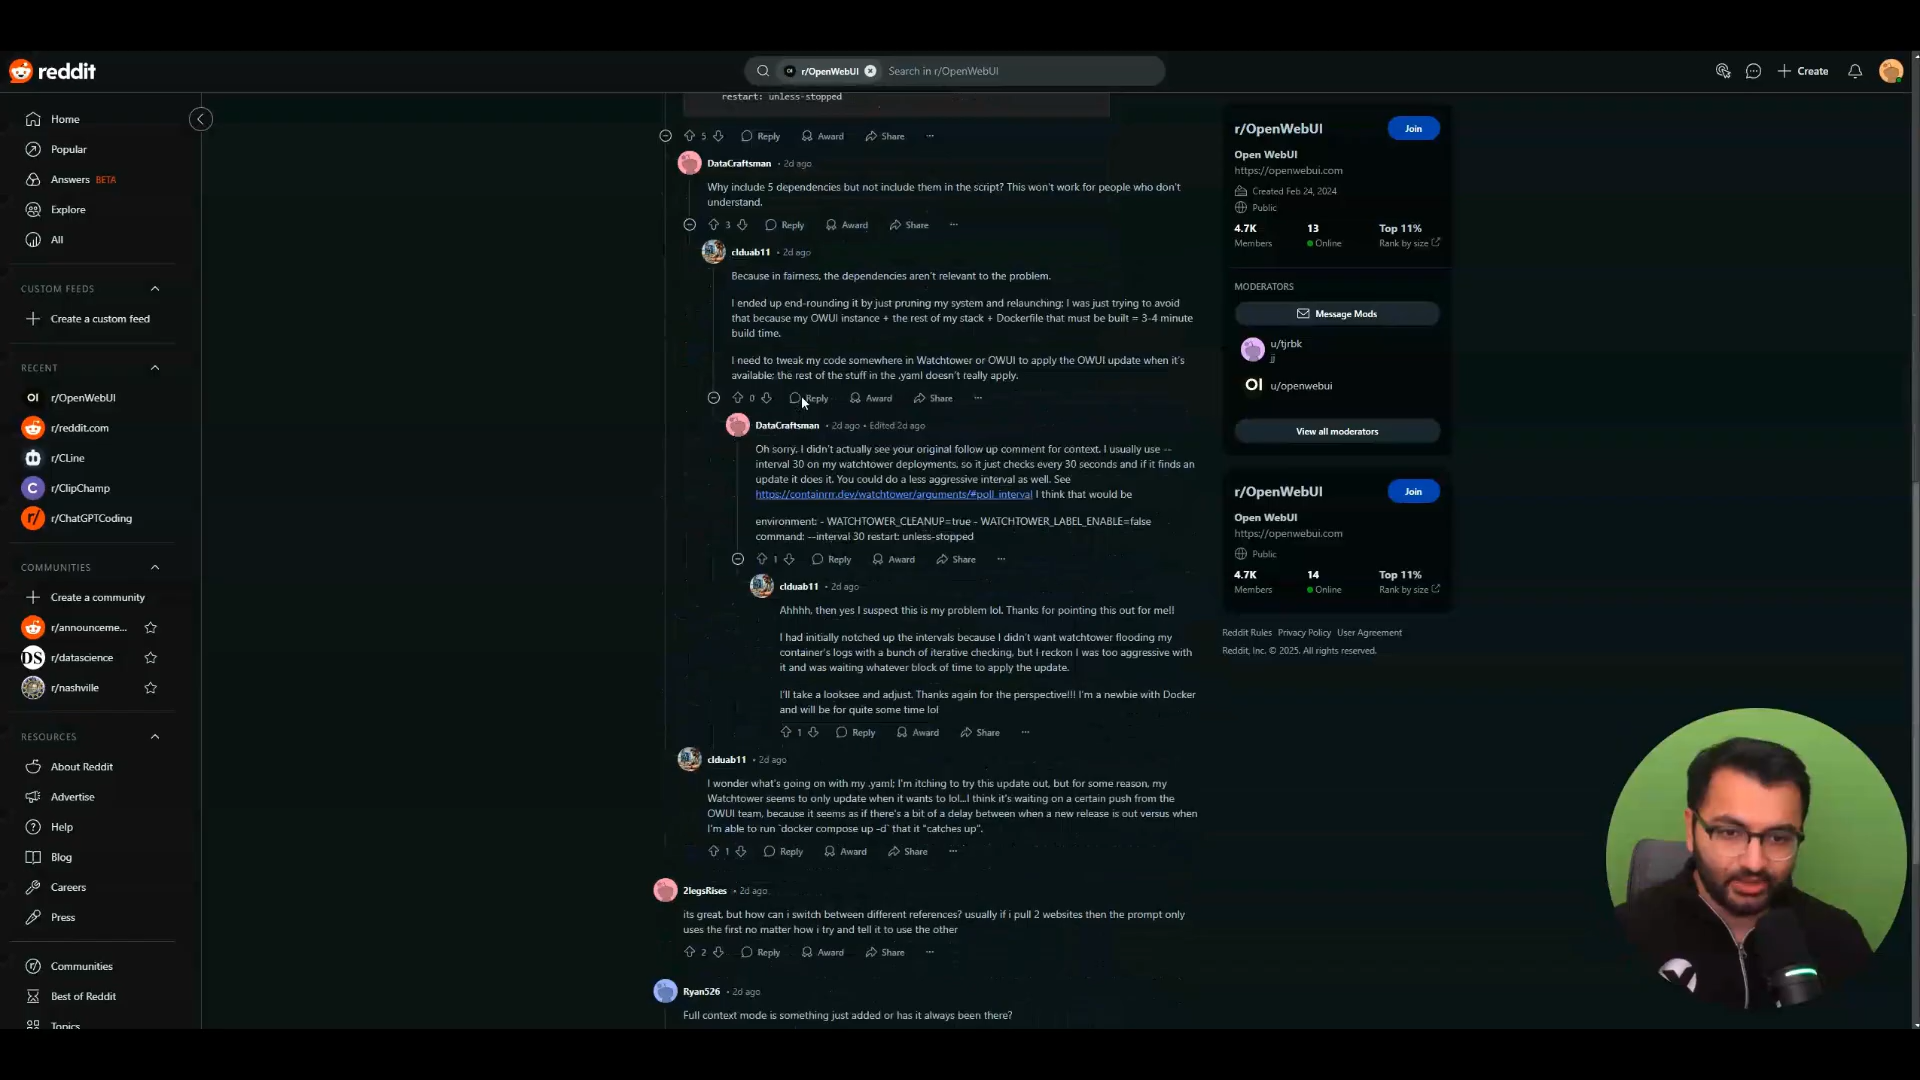 reddit
OI r/OpenWebUI Search in r/OpenWebUI
Create
Home
Popular
Answers BETA
Explore
All
CUSTOM FEEDS
Create a custom feed
RECENT
OI r/OpenWebUI
r/reddit.com
r/CLine
C r/ClipChamp
r/ r/ChatGPTCoding
COMMUNITIES
Create a community
r/announceme...
DS r/datascience
r/nashville
RESOURCES
About Reddit
Advertise
Help
Blog
Careers
Press
Communities
Best of Reddit
Topics
restart: unless-stopped
5 Reply Award Share ...
DataCraftsman • 2d ago
Why include 5 dependencies but not include them in the script? This won't work for people who don't
understand.
3 Reply Award Share ...
clduab11 • 2d ago
Because in fairness, the dependencies aren't relevant to the problem.
I ended up end-rounding it by just pruning my system and relaunching; I was just trying to avoid
that because my OWUI instance + the rest of my stack + Dockerfile that must be built = 3-4 minute
build time.
I need to tweak my code somewhere in Watchtower or OWUI to apply the OWUI update when it's
available; the rest of the stuff in the .yaml doesn't really apply.
0 Reply Award Share ...
DataCraftsman • 2d ago • Edited 2d ago
Oh sorry, I didn't actually see your original follow up comment for context. I usually use --
interval 30 on my watchtower deployments, so it just checks every 30 seconds and if it finds an
update it does it. You could do a less aggressive interval as well. See
https://containrrr.dev/watchtower/arguments/#poll_interval I think that would be
environment: - WATCHTOWER_CLEANUP=true - WATCHTOWER_LABEL_ENABLE=false
command: --interval 30 restart: unless-stopped
1 Reply Award Share ...
clduab11 • 2d ago
Ahhhh, then yes I suspect this is my problem lol. Thanks for pointing this out for me!!
I had initially notched up the intervals because I didn't want watchtower flooding my
container's logs with a bunch of iterative checking, but I reckon I was too aggressive with
it and was waiting whatever block of time to apply the update.
I'll take a looksee and adjust. Thanks again for the perspective!!! I'm a newbie with Docker
and will be for quite some time lol
1 Reply Award Share ...
clduab11 • 2d ago
I wonder what's going on with my .yaml; I'm itching to try this update out, but for some reason, my
Watchtower seems to only update when it wants to lol...I think it's waiting on a certain push from the
OWUI team, because it seems as if there's a bit of a delay between when a new release is out versus when
I'm able to run `docker compose up -d` that it "catches up".
1 Reply Award Share ...
2legsRises • 2d ago
its great, but how can i switch between different references? usually if i pull 2 websites then the prompt only
uses the first no matter how i try and tell it to use the other
2 Reply Award Share ...
Ryan526 • 2d ago
Full context mode is something just added or has it always been there?
r/OpenWebUI Join
Open WebUI
https://openwebui.com
Created Feb 24, 2024
Public
4.7K 13 Top 11%
Members Online Rank by size
MODERATORS
Message Mods
u/tjrbk
jj
OI u/openwebui
View all moderators
r/OpenWebUI Join
Open WebUI
https://openwebui.com
Public
4.7K 14 Top 11%
Members Online Rank by size
Reddit Rules Privacy Policy User Agreement
Reddit, Inc. © 2025. All rights reserved.